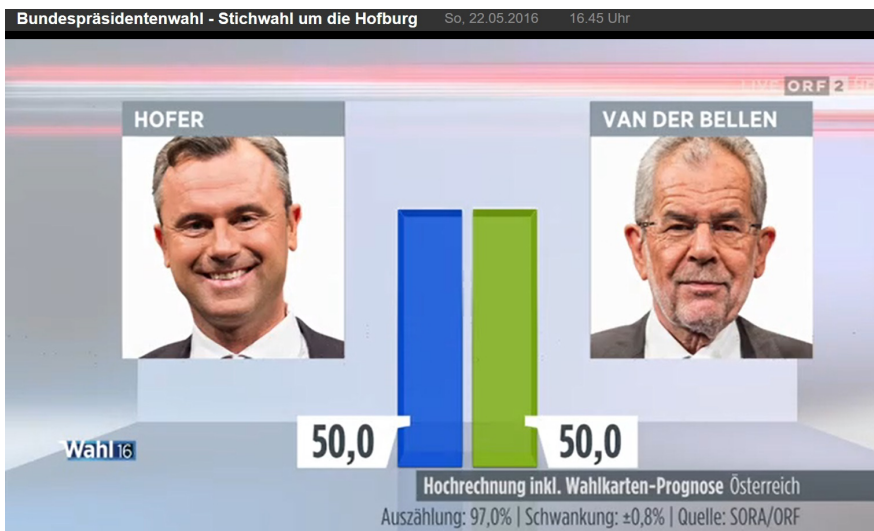 Bundespräsidentenwahl - Stichwahl um die Hofburg So, 22.05.2016 16.45 Uhr
LIVE ORF 2
HOFER VAN DER BELLEN
50,0 50,0
Wahl 16
Hochrechnung inkl. Wahlkarten-Prognose Österreich
Auszählung: 97,0% | Schwankung: ±0,8% | Quelle: SORA/ORF